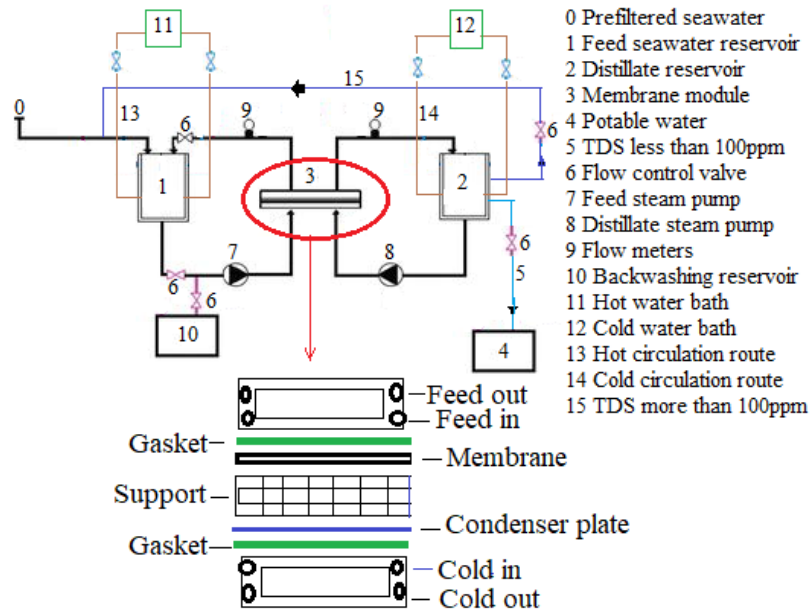 11
12
15
0
13
6
9
9
14
6
1
3
2
7
8
6
6
6
5
10
4
0 Prefiltered seawater
1 Feed seawater reservoir
2 Distillate reservoir
3 Membrane module
4 Potable water
5 TDS less than 100ppm
6 Flow control valve
7 Feed steam pump
8 Distillate steam pump
9 Flow meters
10 Backwashing reservoir
11 Hot water bath
12 Cold water bath
13 Hot circulation route
14 Cold circulation route
15 TDS more than 100ppm
Feed out
Feed in
Gasket
Membrane
Support
Condenser plate
Gasket
Cold in
Cold out